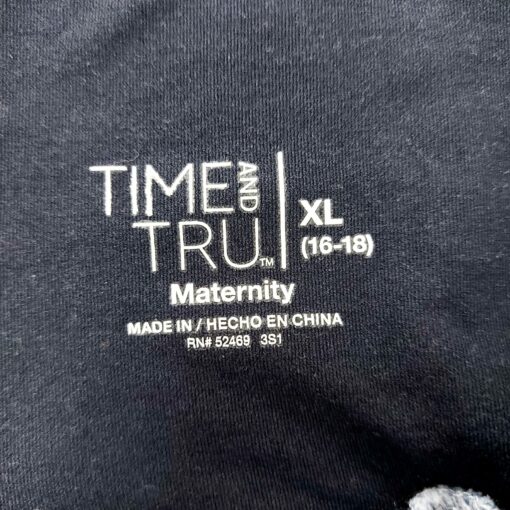 TIME AND
TRU™
XL
(16-18)
Maternity
MADE IN / HECHO EN CHINA
RN# 52469 3S1